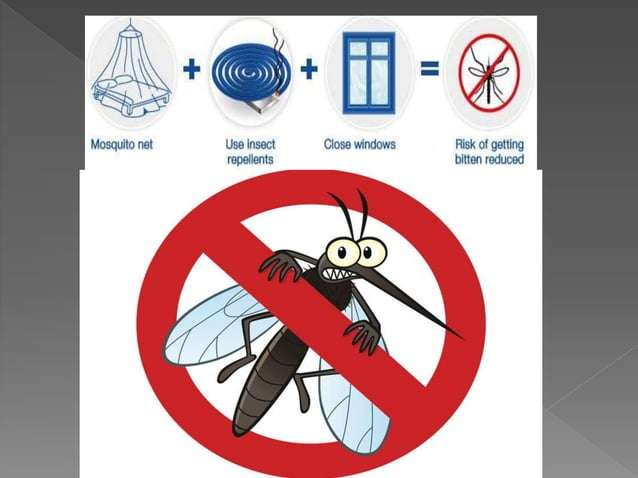 + + =
Mosquito net Use insect Close windows Risk of getting
repellents bitten reduced